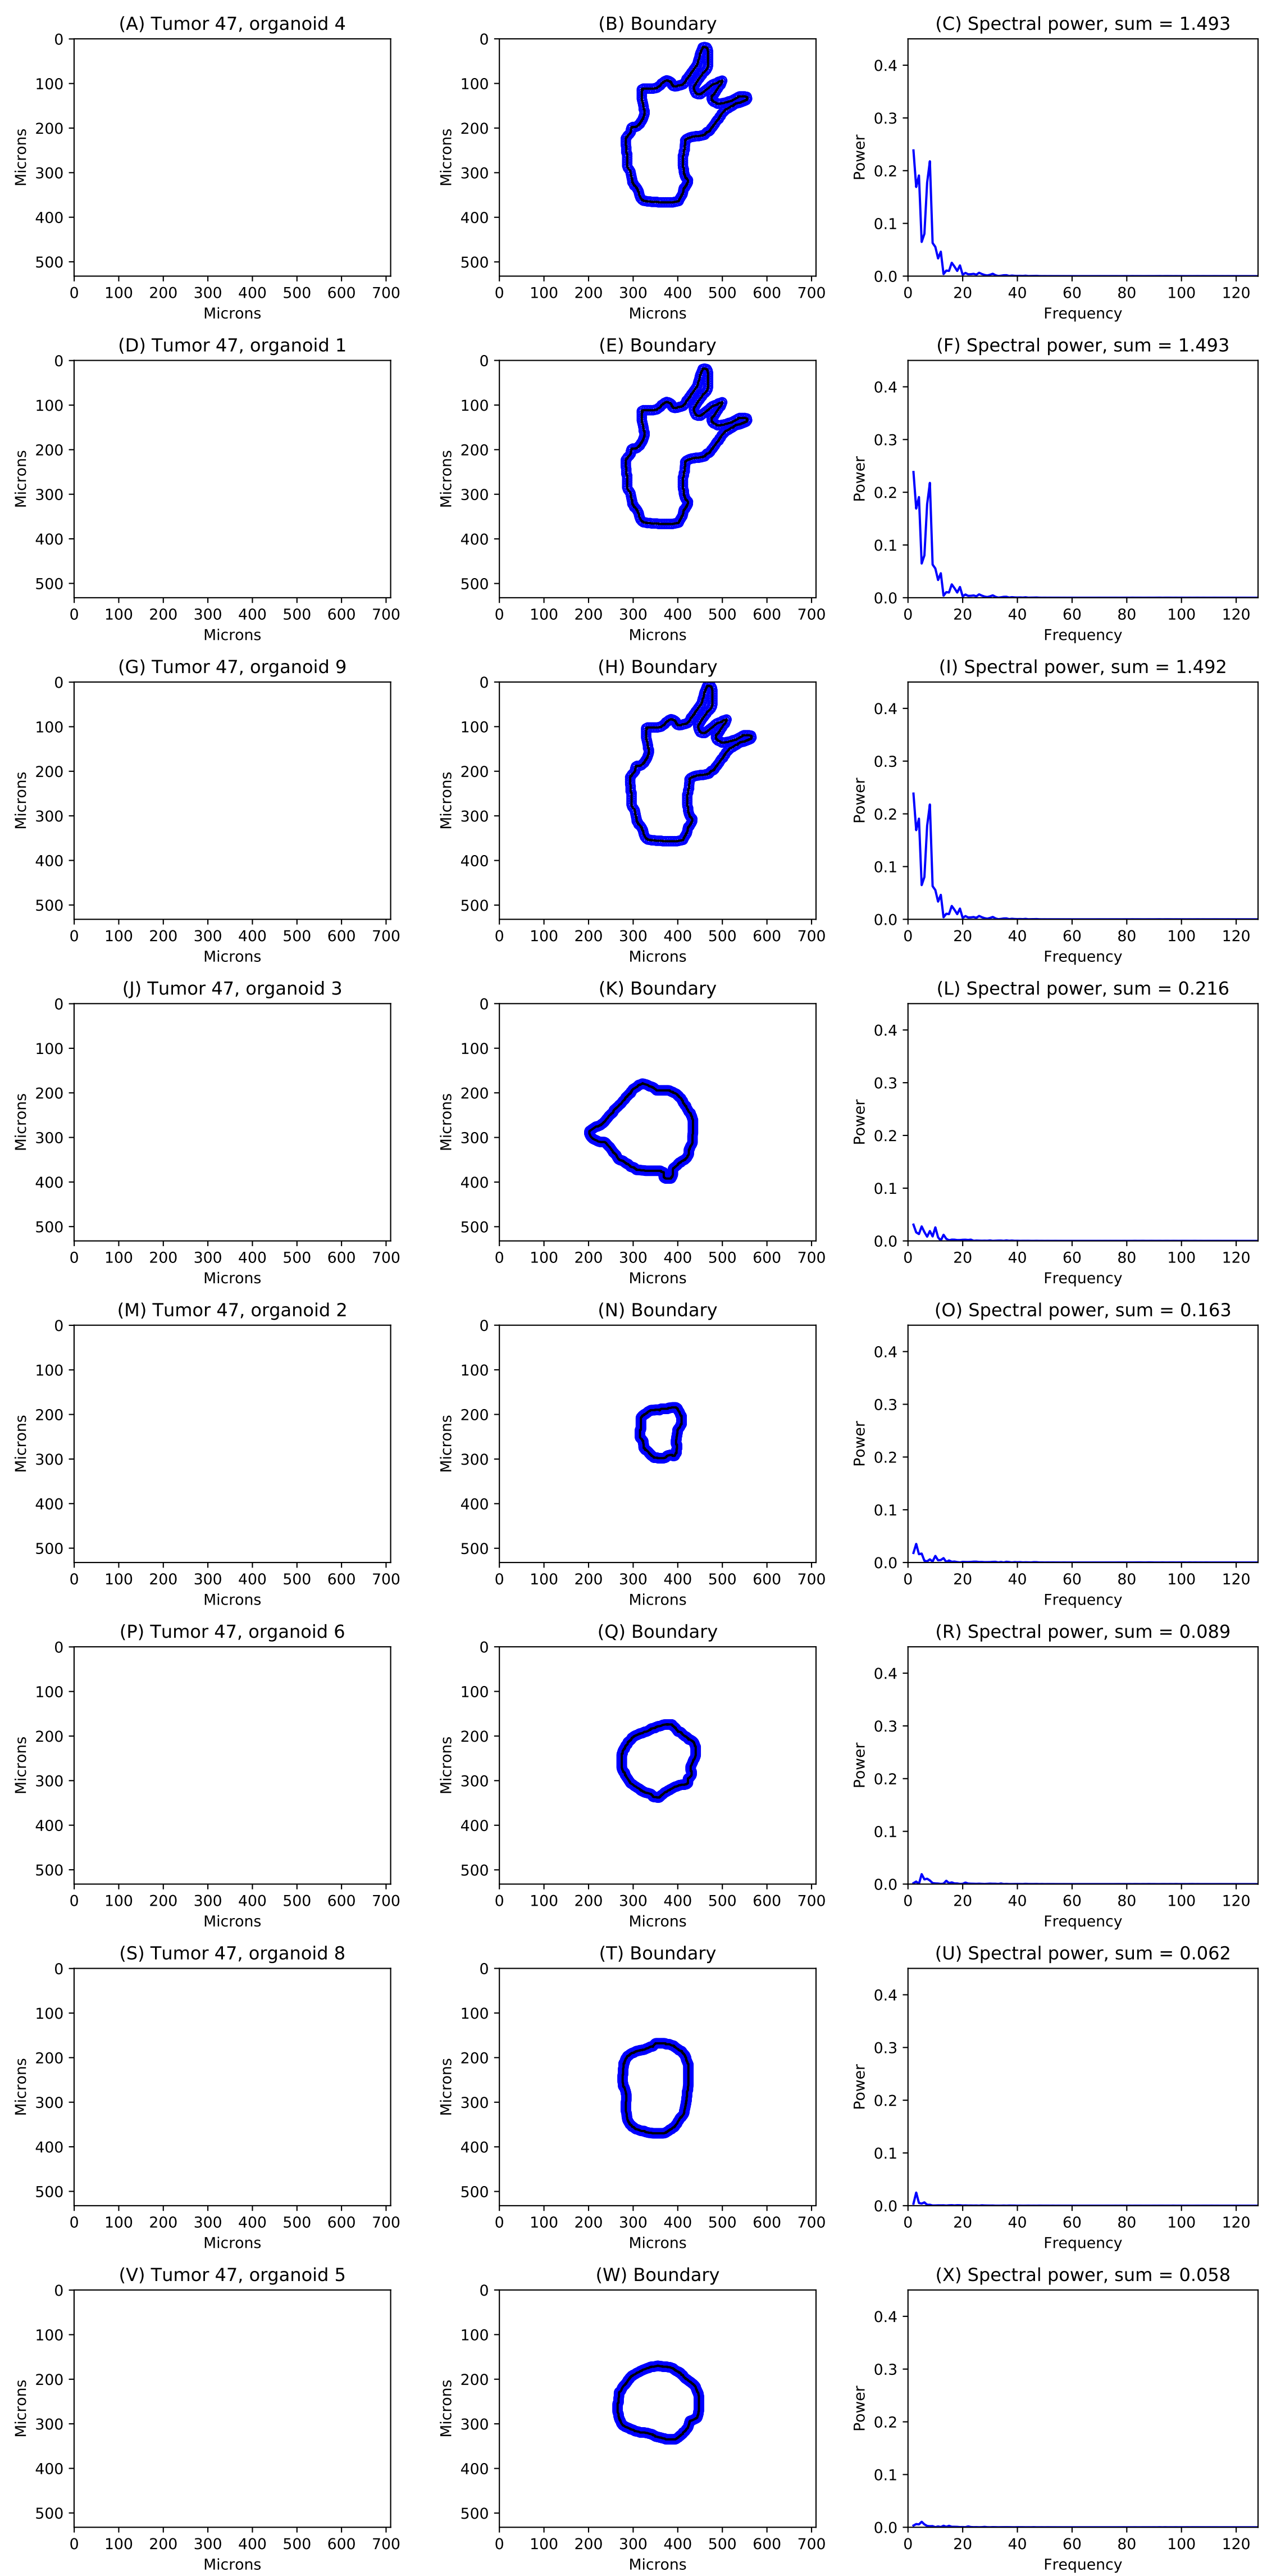 (A) Tumor 47, organoid 4
0
100
200
300
400
500
Microns
0 100 200 300 400 500 600 700
Microns
(B) Boundary
0
100
200
300
400
500
Microns
0 100 200 300 400 500 600 700
Microns
(C) Spectral power, sum = 1.493
0.4
0.3
0.2
0.1
0.0
Power
0 20 40 60 80 100 120
Frequency
(D) Tumor 47, organoid 1
0
100
200
300
400
500
Microns
0 100 200 300 400 500 600 700
Microns
(E) Boundary
0
100
200
300
400
500
Microns
0 100 200 300 400 500 600 700
Microns
(F) Spectral power, sum = 1.493
0.4
0.3
0.2
0.1
0.0
Power
0 20 40 60 80 100 120
Frequency
(G) Tumor 47, organoid 9
0
100
200
300
400
500
Microns
0 100 200 300 400 500 600 700
Microns
(H) Boundary
0
100
200
300
400
500
Microns
0 100 200 300 400 500 600 700
Microns
(I) Spectral power, sum = 1.492
0.4
0.3
0.2
0.1
0.0
Power
0 20 40 60 80 100 120
Frequency
(J) Tumor 47, organoid 3
0
100
200
300
400
500
Microns
0 100 200 300 400 500 600 700
Microns
(K) Boundary
0
100
200
300
400
500
Microns
0 100 200 300 400 500 600 700
Microns
(L) Spectral power, sum = 0.216
0.4
0.3
0.2
0.1
0.0
Power
0 20 40 60 80 100 120
Frequency
(M) Tumor 47, organoid 2
0
100
200
300
400
500
Microns
0 100 200 300 400 500 600 700
Microns
(N) Boundary
0
100
200
300
400
500
Microns
0 100 200 300 400 500 600 700
Microns
(O) Spectral power, sum = 0.163
0.4
0.3
0.2
0.1
0.0
Power
0 20 40 60 80 100 120
Frequency
(P) Tumor 47, organoid 6
0
100
200
300
400
500
Microns
0 100 200 300 400 500 600 700
Microns
(Q) Boundary
0
100
200
300
400
500
Microns
0 100 200 300 400 500 600 700
Microns
(R) Spectral power, sum = 0.089
0.4
0.3
0.2
0.1
0.0
Power
0 20 40 60 80 100 120
Frequency
(S) Tumor 47, organoid 8
0
100
200
300
400
500
Microns
0 100 200 300 400 500 600 700
Microns
(T) Boundary
0
100
200
300
400
500
Microns
0 100 200 300 400 500 600 700
Microns
(U) Spectral power, sum = 0.062
0.4
0.3
0.2
0.1
0.0
Power
0 20 40 60 80 100 120
Frequency
(V) Tumor 47, organoid 5
0
100
200
300
400
500
Microns
0 100 200 300 400 500 600 700
Microns
(W) Boundary
0
100
200
300
400
500
Microns
0 100 200 300 400 500 600 700
Microns
(X) Spectral power, sum = 0.058
0.4
0.3
0.2
0.1
0.0
Power
0 20 40 60 80 100 120
Frequency